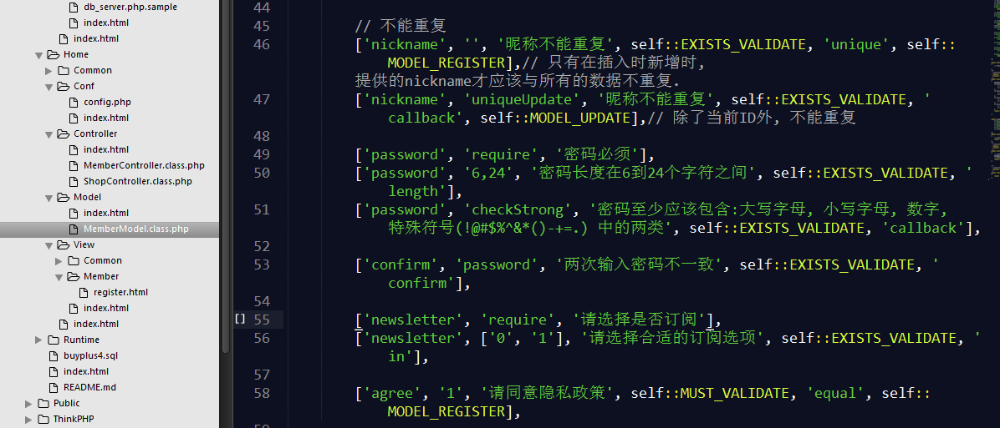 db_server.php.sample
index.html
index.html
Home
Common
Conf
config.php
index.html
Controller
index.html
MemberController.class.php
ShopController.class.php
Model
index.html
MemberModel.class.php
View
Common
Member
register.html
index.html
index.html
Runtime
buyplus4.sql
index.html
README.md
Public
ThinkPHP
44
45 // 不能重复
46 ['nickname', '', '昵称不能重复', self::EXISTS_VALIDATE, 'unique', self::
MODEL_REGISTER],// 只有在插入时新增时,
提供的nickname才应该与所有的数据不重复.
47 ['nickname', 'uniqueUpdate', '昵称不能重复', self::EXISTS_VALIDATE, '
callback', self::MODEL_UPDATE],// 除了当前ID外, 不能重复
48
49 ['password', 'require', '密码必须'],
50 ['password', '6,24', '密码长度在6到24个字符之间', self::EXISTS_VALIDATE, '
length'],
51 ['password', 'checkStrong', '密码至少应该包含:大写字母, 小写字母, 数字,
特殊符号(!@#$%^&*()-+=.) 中的两类', self::EXISTS_VALIDATE, 'callback'],
52
53 ['confirm', 'password', '两次输入密码不一致', self::EXISTS_VALIDATE, '
confirm'],
54
55 ['newsletter', 'require', '请选择是否订阅'],
56 ['newsletter', ['0', '1'], '请选择合适的订阅选项', self::EXISTS_VALIDATE, '
in'],
57
58 ['agree', '1', '请同意隐私政策', self::MUST_VALIDATE, 'equal', self::
MODEL_REGISTER],